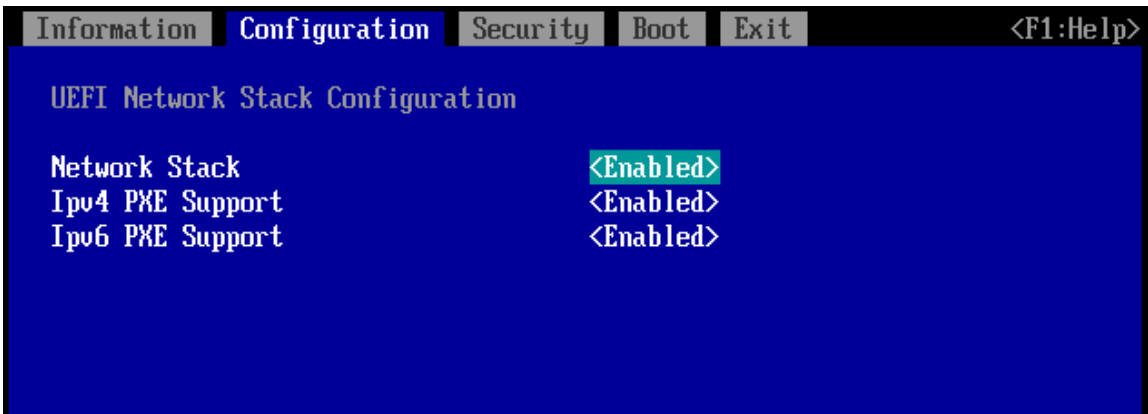 Information Configuration Security Boot Exit <F1:Help>
UEFI Network Stack Configuration
Network Stack <Enabled>
Ipv4 PXE Support <Enabled>
Ipv6 PXE Support <Enabled>